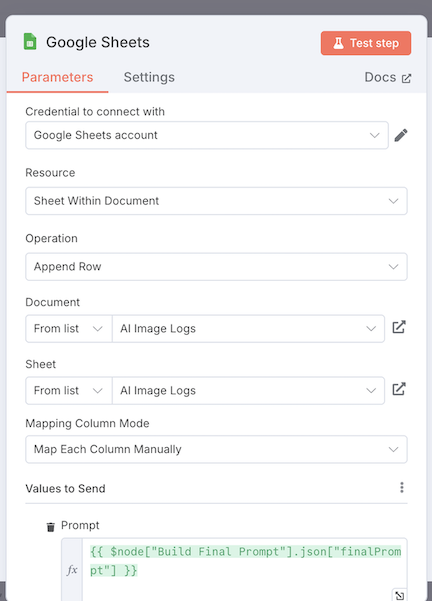 Google Sheets
Test step
Parameters
Settings
Docs
Credential to connect with
Google Sheets account
Resource
Sheet Within Document
Operation
Append Row
Document
From list
AI Image Logs
Sheet
From list
AI Image Logs
Mapping Column Mode
Map Each Column Manually
Values to Send
Prompt
fx
{{ $node["Build Final Prompt"].json["finalProm
pt"] }}